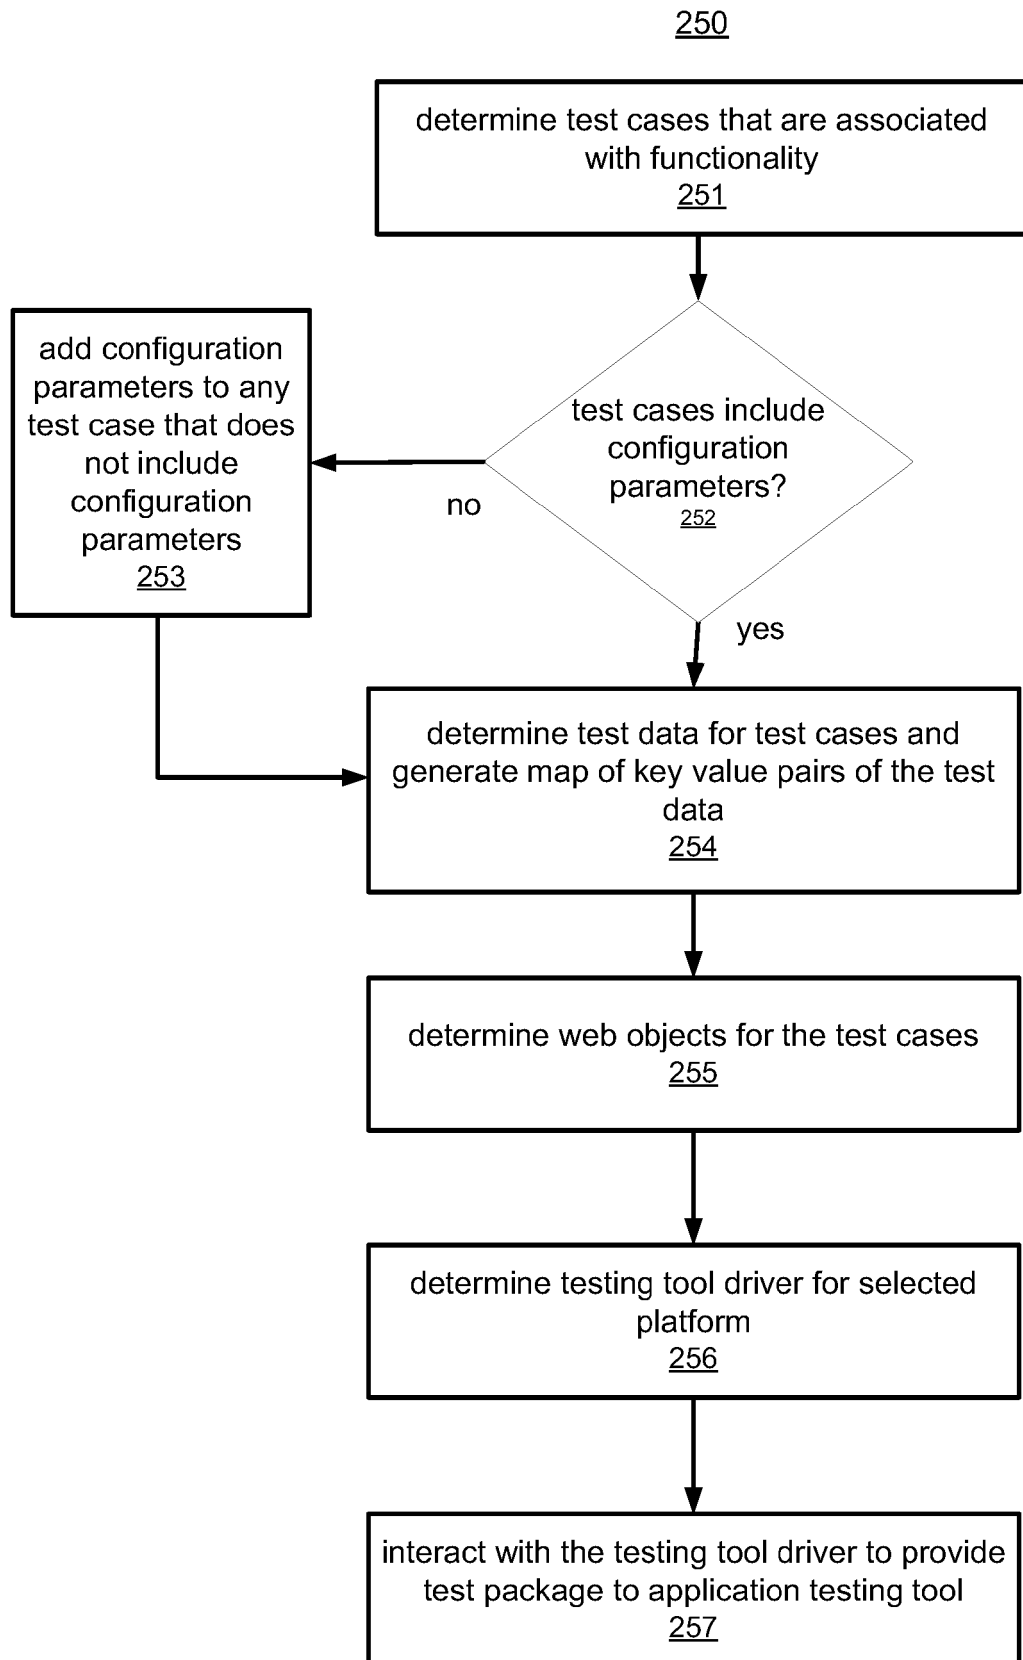 250
determine test cases that are associated
with functionality
251
test cases include
configuration
parameters?
252
no
yes
add configuration
parameters to any
test case that does
not include
configuration
parameters
253
determine test data for test cases and
generate map of key value pairs of the test
data
254
determine web objects for the test cases
255
determine testing tool driver for selected
platform
256
interact with the testing tool driver to provide
test package to application testing tool
257